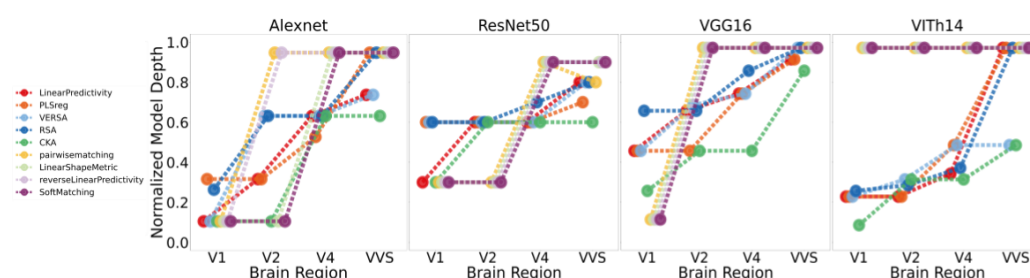 Alexnet
ResNet50
VGG16
VITh14
Normalized Model Depth
1.0
0.8
0.6
0.4
0.2
0.0
LinearPredictivity
PLSreg
VERSA
RSA
CKA
pairwisematching
LinearShapeMetric
reverseLinearPredictivity
SoftMatching
V1 V2 V4 VVS
V1 V2 V4 VVS
V1 V2 V4 VVS
V1 V2 V4 VVS
Brain Region
Brain Region
Brain Region
Brain Region